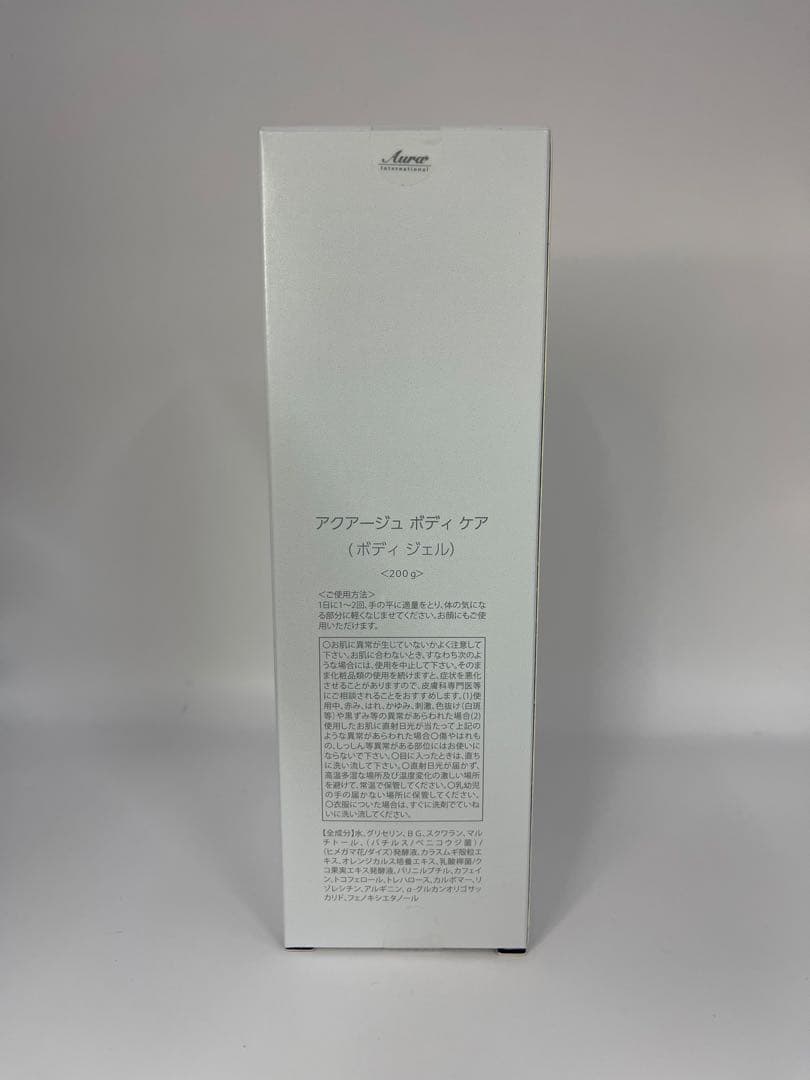 Aura
International
アクアージュ ボディ ケア
(ボディ ジェル)
<200g>
<ご使用方法>
1日に1〜2回、手の平に適量をとり、体の気にな
る部分に軽くなじませてください。お顔にもご使
用いただけます。
〇お肌に異常が生じていないかよく注意して
下さい。お肌に合わないとき、すなわち次のよ
うな場合には、使用を中止して下さい。そのま
ま化粧品類の使用を続けますと、症状を悪化
させることがありますので、皮膚科専門医等
にご相談されることをおすすめします。(1)使
用中、赤み、はれ、かゆみ、刺激、色抜け(白斑
等)や黒ずみ等の異常があらわれた場合(2)
使用したお肌に直射日光が当たって上記の
ような異常があらわれた場合〇傷やはれも
の、しっしん等異常がある部位にはお使いに
ならないで下さい。〇目に入ったときは、直ち
に洗い流して下さい。〇直射日光が届かず、
高温多湿な場所及び温度変化の激しい場所
を避けて、常温で保管してください。〇乳幼児
の手の届かない場所に保管してください。
〇衣服についた場合は、すぐに洗剤でていね
いに洗い流してください。
【全成分】水、グリセリン、BG、スクワラン、マル
チトール、(バチルス/ベニコウジ菌)/
(ヒメガマ花/ダイズ)発酵液、カラスムギ穀粒エ
キス、オレンジカルス培養エキス、乳酸桿菌/ク
コ果実エキス発酵液、バリニルプチル、カフェイ
ン、トコフェロール、トレハロース、カルボマー、リ
ゾレシチン、アルギニン、α-グルカンオリゴサッ
カリド、フェノキシエタノール